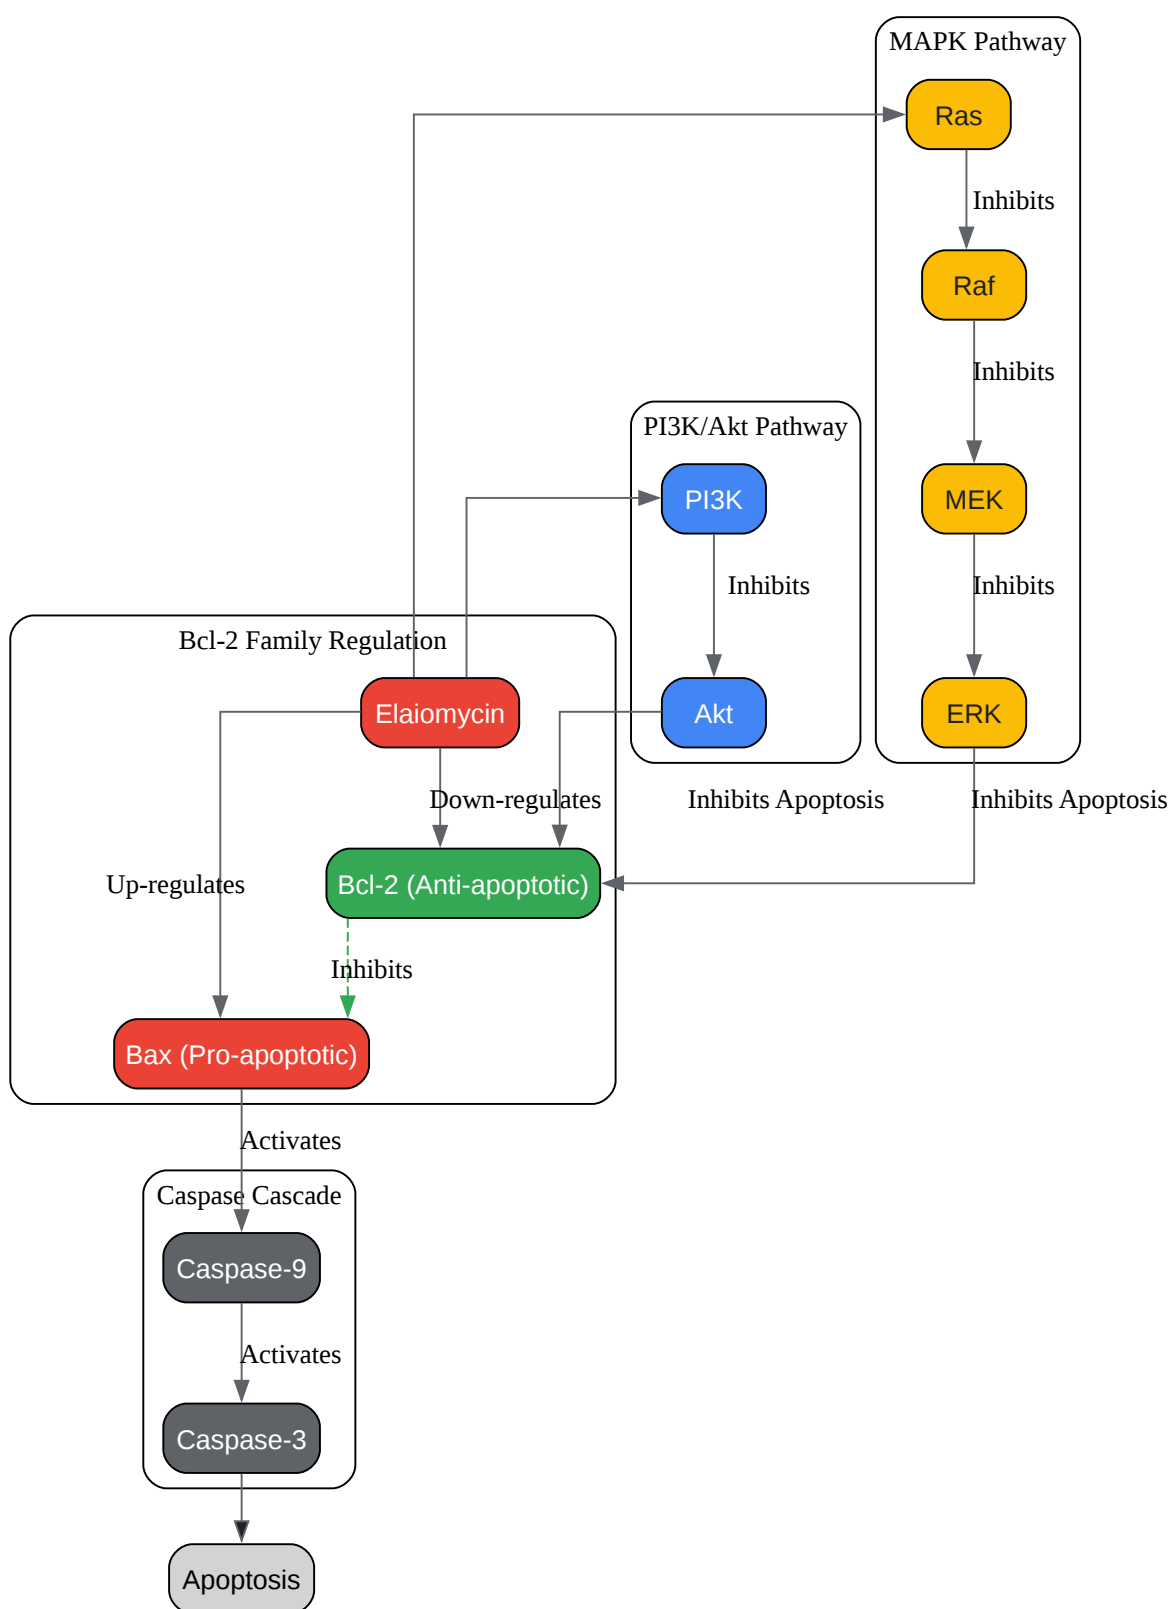 MAPK Pathway
Ras
Inhibits
Raf
Inhibits
PI3K/Akt Pathway
PI3K
MEK
Inhibits
Inhibits
Bcl-2 Family Regulation
Elaiomycin
Akt
ERK
Down-regulates
Inhibits Apoptosis
Inhibits Apoptosis
Up-regulates
Bcl-2 (Anti-apoptotic)
Inhibits
Bax (Pro-apoptotic)
Activates
Caspase Cascade
Caspase-9
Activates
Caspase-3
Apoptosis